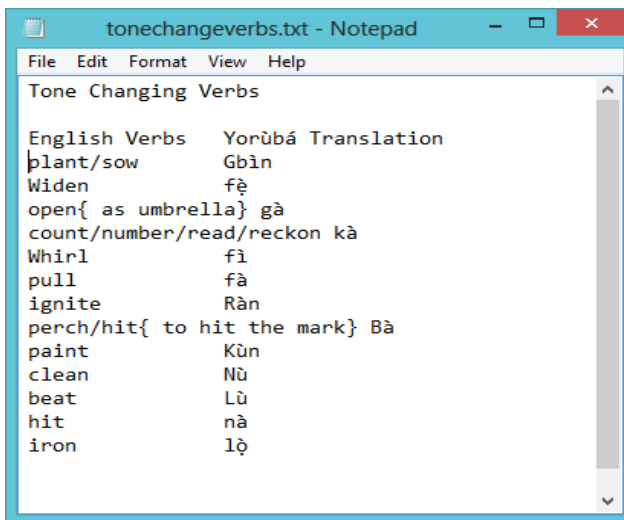 tonechangeverbs.txt - Notepad
File Edit Format View Help
Tone Changing Verbs
English Verbs Yorùbá Translation
plant/sow Gbìn
Widen fẹ̀
open{ as umbrella} gà
count/number/read/reckon kà
Whirl fì
pull fà
ignite Ràn
perch/hit{ to hit the mark} Bà
paint Kùn
clean Nù
beat Lù
hit nà
iron lọ̀